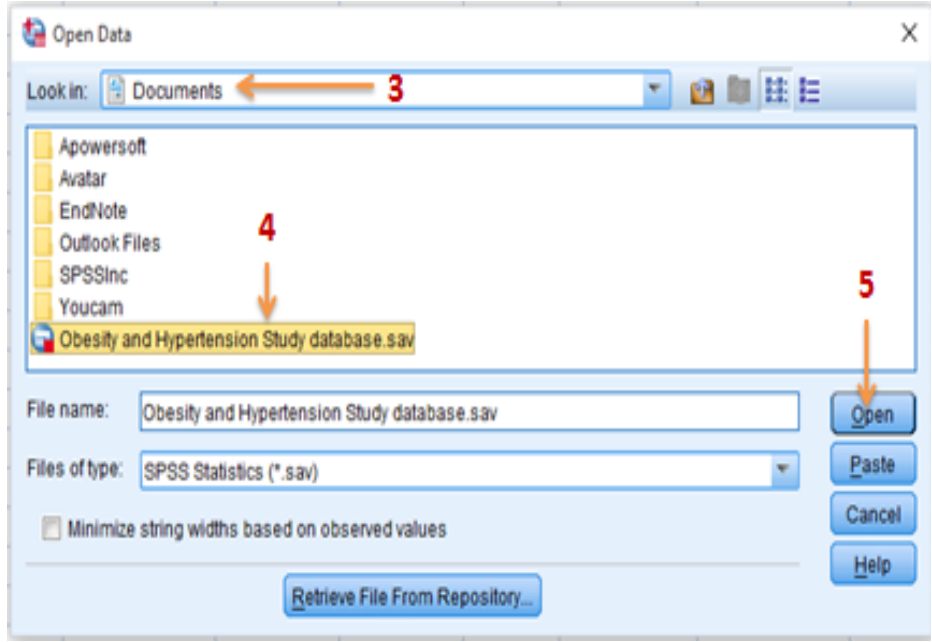 Open Data
Look in: Documents 3
Apowersoft
Avatar
EndNote
Outlook Files
4
SPSSInc
Youcam
5
Obesity and Hypertension Study database.sav
File name: Obesity and Hypertension Study database.sav
Open
Files of type: SPSS Statistics (*.sav)
Paste
Minimize string widths based on observed values
Cancel
Help
Retrieve File From Repository...